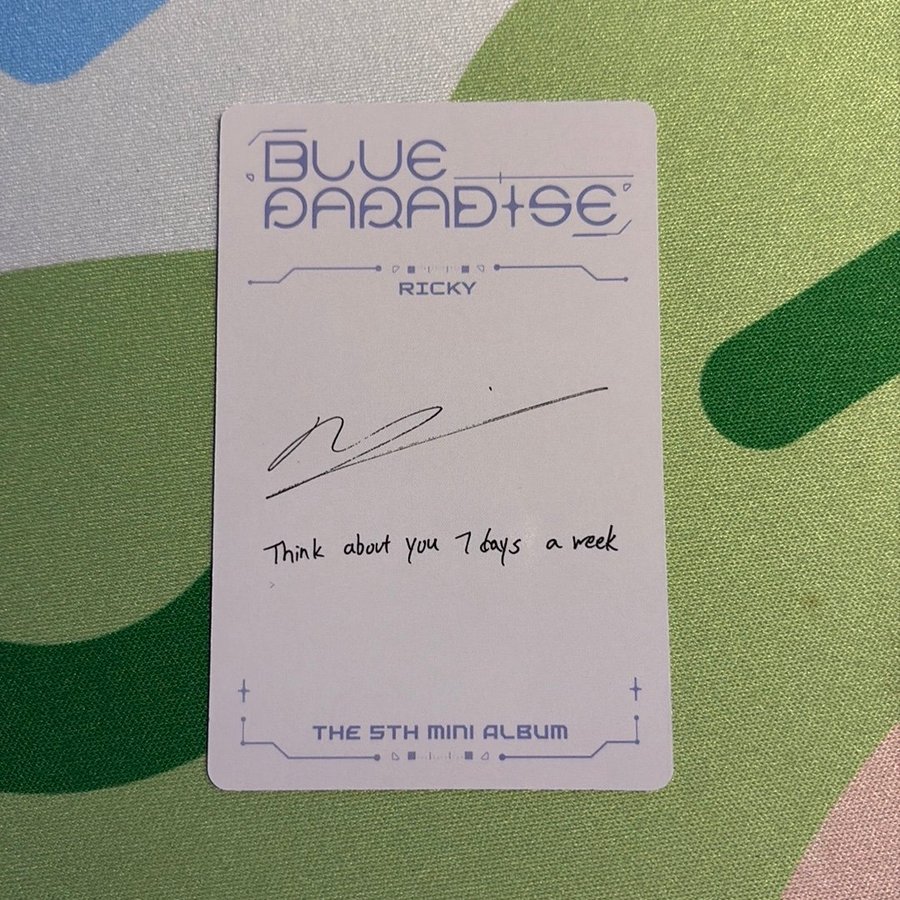 BLUE
PARADISE
RICKY
Think about you 7 days a week
THE 5TH MINI ALBUM